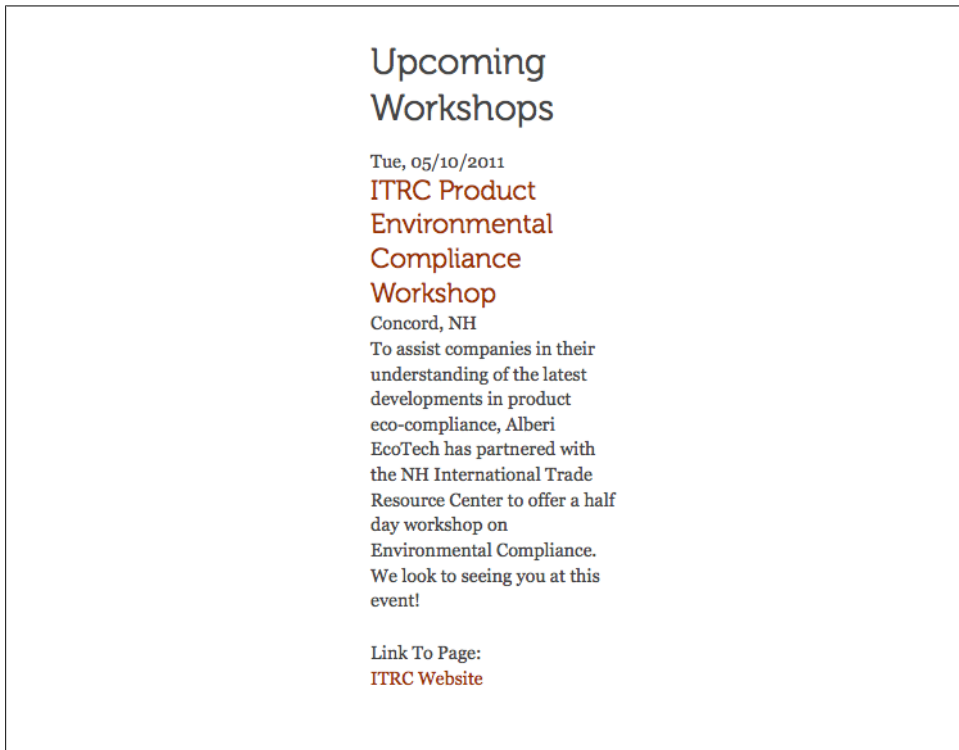 Upcoming
Workshops
Tue, 05/10/2011
ITRC Product
Environmental
Compliance
Workshop
Concord, NH
To assist companies in their
understanding of the latest
developments in product
eco-compliance, Alberi
EcoTech has partnered with
the NH International Trade
Resource Center to offer a half
day workshop on
Environmental Compliance.
We look to seeing you at this
event!
Link To Page:
ITRC Website